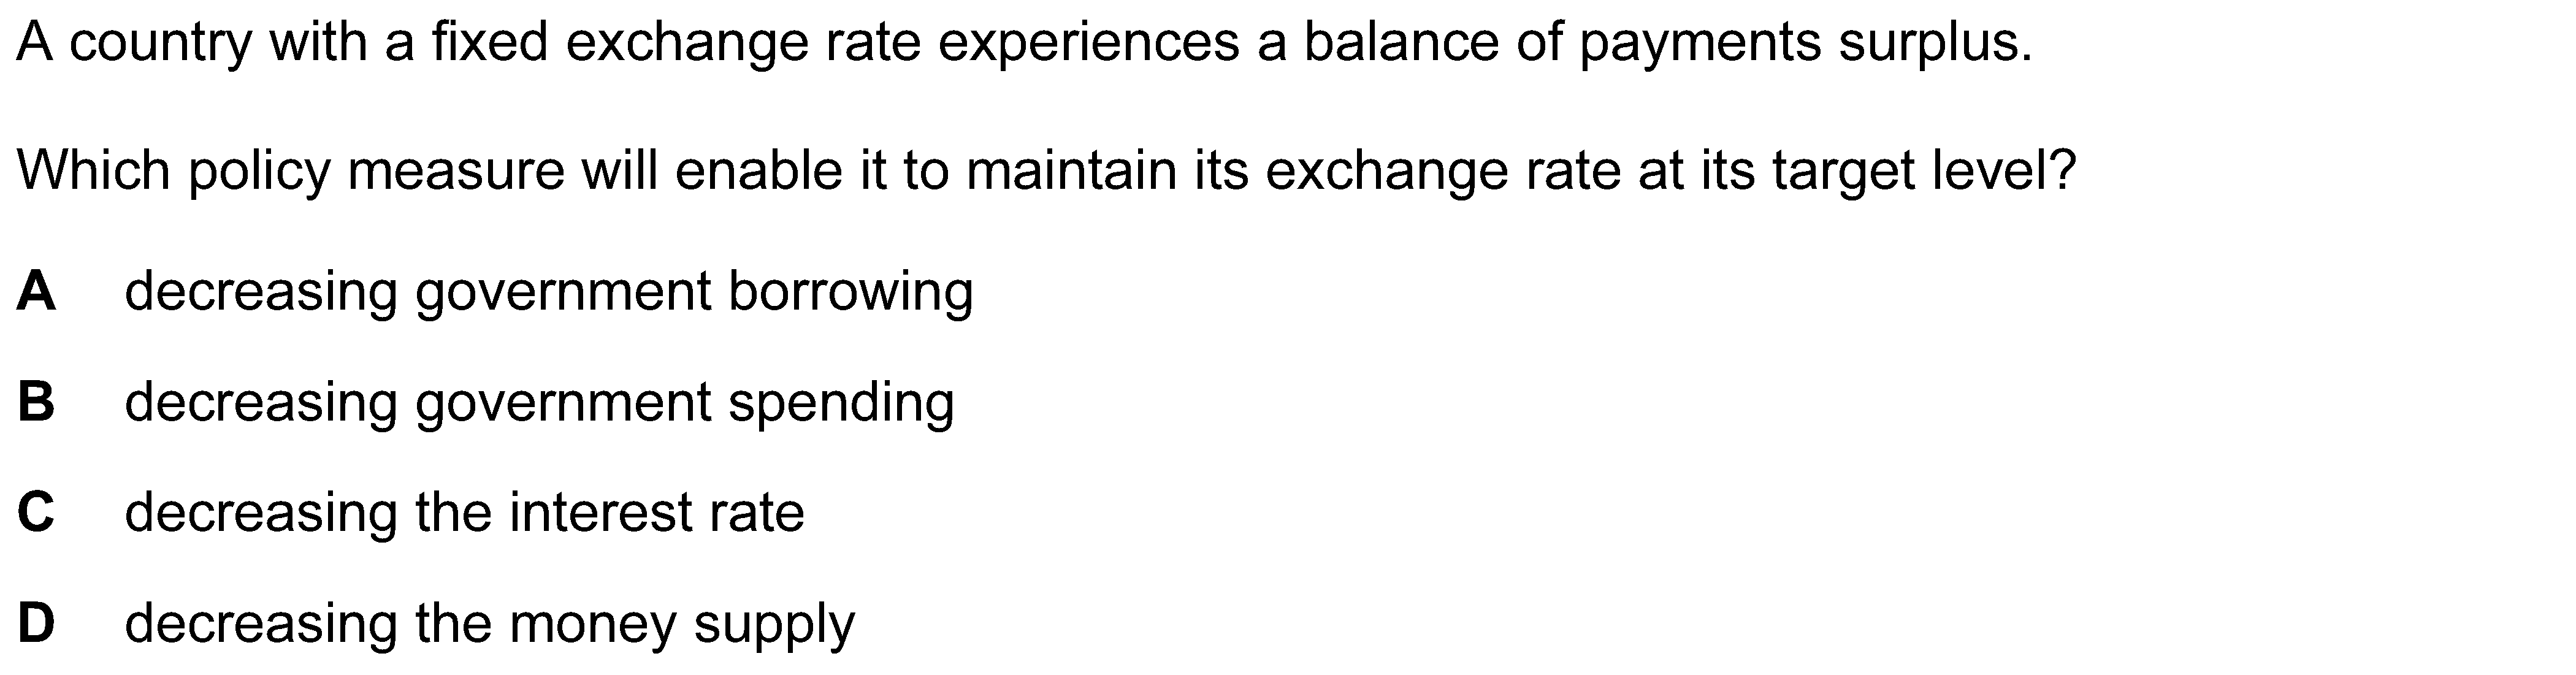 A country with a fixed exchange rate experiences a balance of payments surplus.
Which policy measure will enable it to maintain its exchange rate at its target level?
A decreasing government borrowing
B decreasing government spending
C decreasing the interest rate
D decreasing the money supply